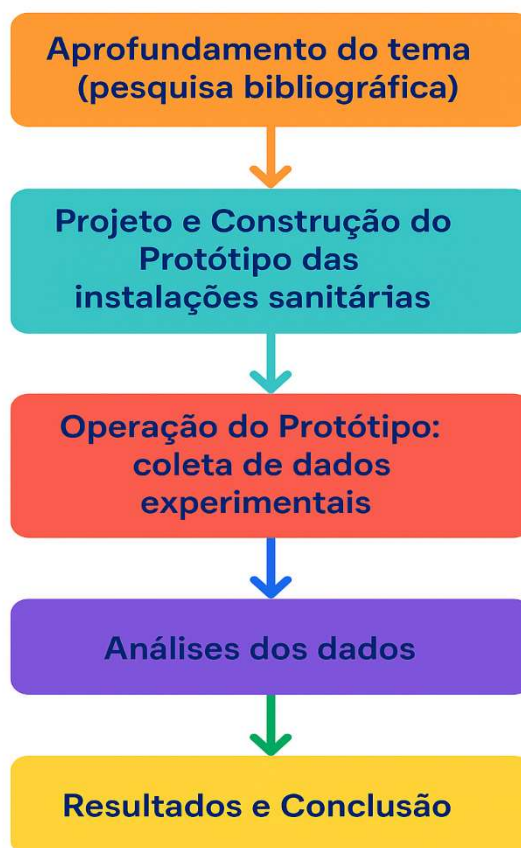 Aprofundamento do tema
(pesquisa bibliográfica)
Projeto e Construção do
Protótipo das
instalações sanitárias
Operação do Protótipo:
coleta de dados
experimentais
Análises dos dados
Resultados e Conclusão